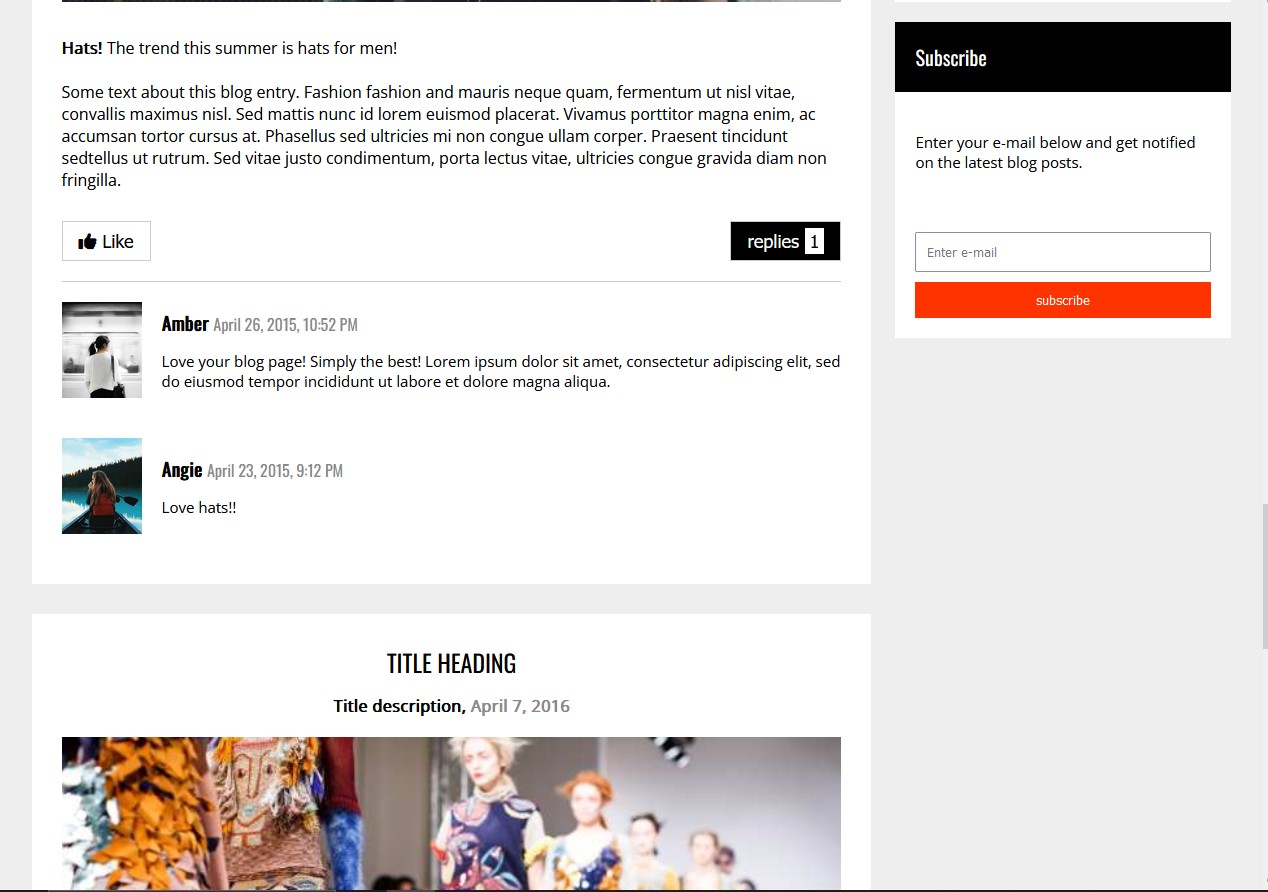 Hats! The trend this summer is hats for men!
Some text about this blog entry. Fashion fashion and mauris neque quam, fermentum ut nisl vitae,
convallis maximus nisl. Sed mattis nunc id lorem euismod placerat. Vivamus porttitor magna enim, ac
accumsan tortor cursus at. Phasellus sed ultricies mi non congue ullam corper. Praesent tincidunt
sedtellus ut rutrum. Sed vitae justo condimentum, porta lectus vitae, ultricies congue gravida diam non
fringilla.
Like
replies 1
Amber April 26, 2015, 10:52 PM
Love your blog page! Simply the best! Lorem ipsum dolor sit amet, consectetur adipiscing elit, sed
do eiusmod tempor incididunt ut labore et dolore magna aliqua.
Angie April 23, 2015, 9:12 PM
Love hats!!
TITLE HEADING
Title description, April 7, 2016
Subscribe
Enter your e-mail below and get notified
on the latest blog posts.
Enter e-mail
subscribe